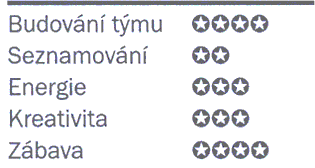 Budování týmu ✪✪✪✪
Seznamování ✪✪
Energie ✪✪✪
Kreativita ✪✪✪
Zábava ✪✪✪✪